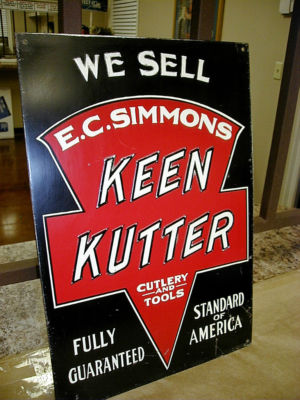 WE SELL
E.C. SIMMONS
KEEN
KUTTER
CUTLERY
AND
TOOLS
FULLY
GUARANTEED
STANDARD
OF
AMERICA